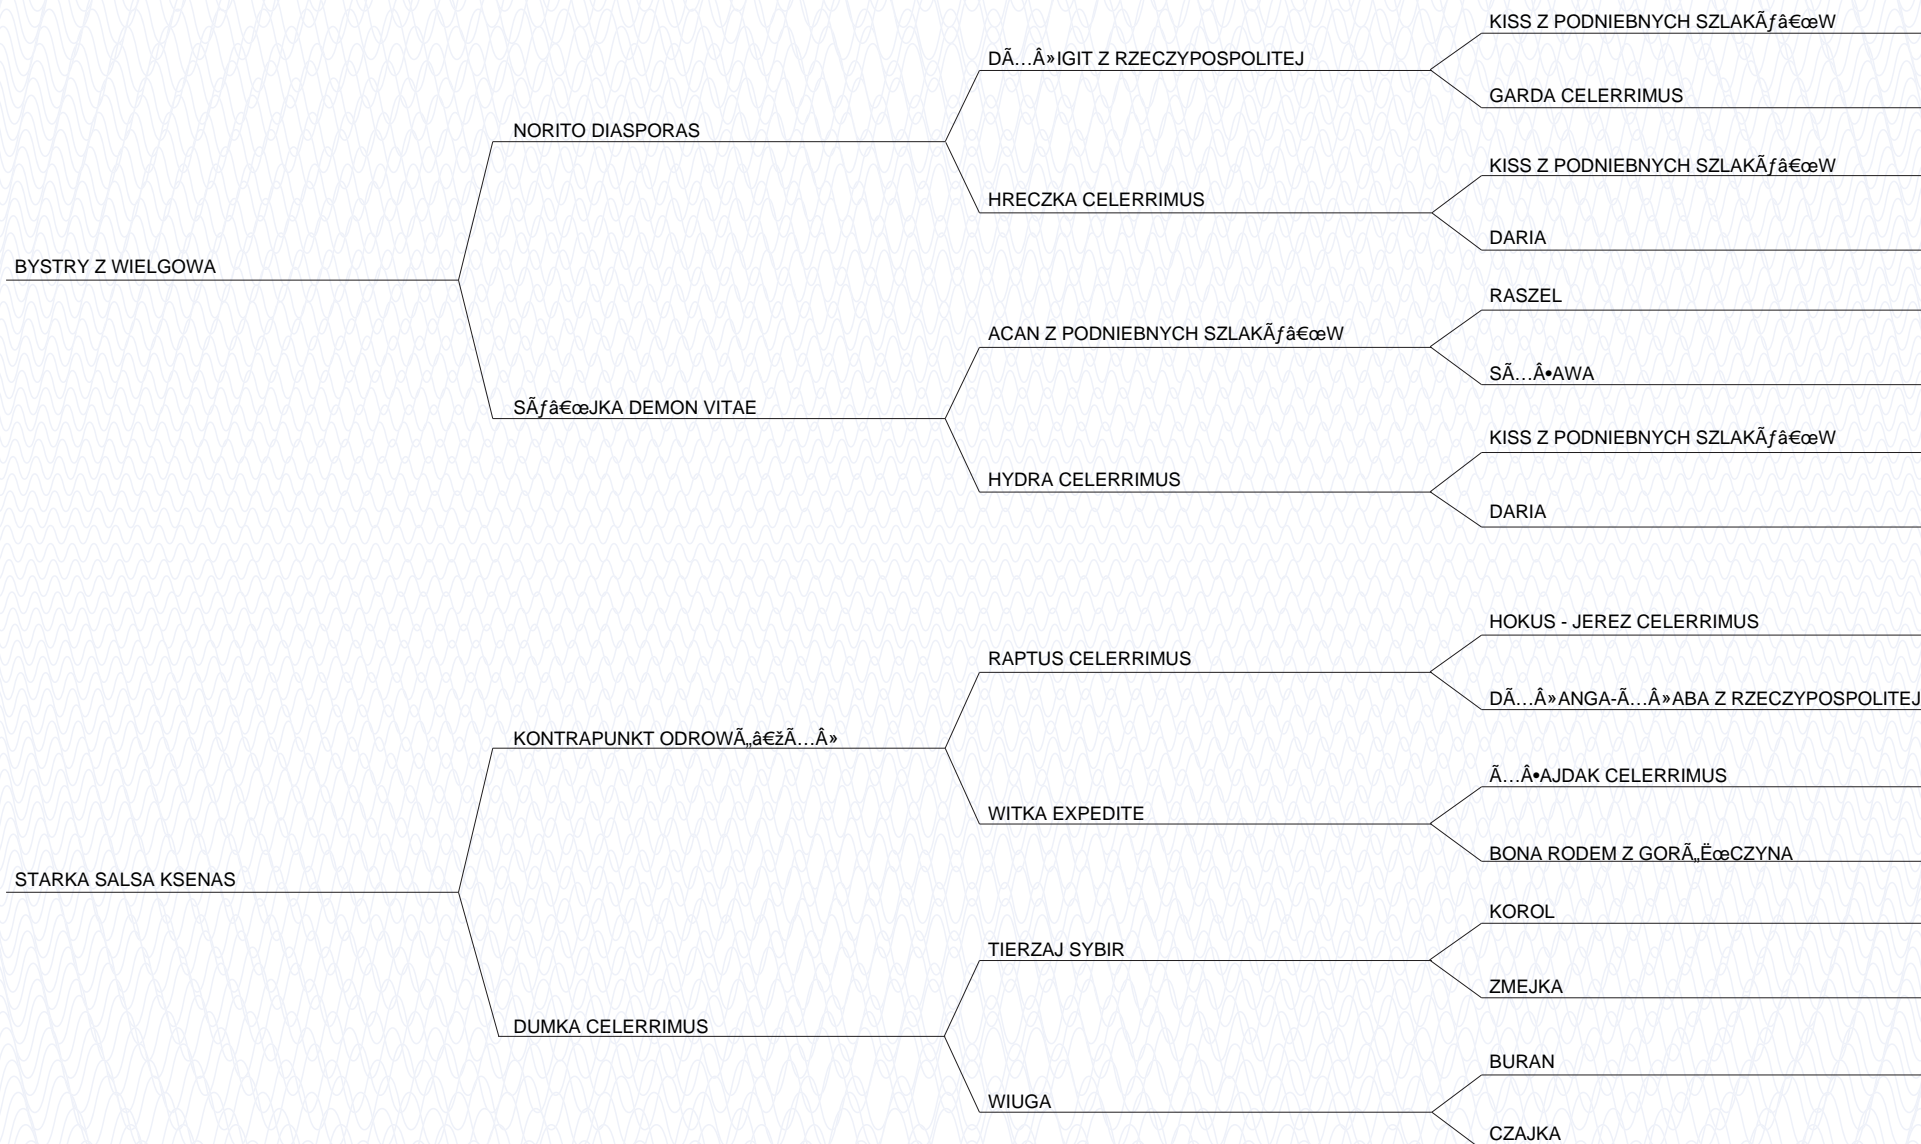 KISS Z PODNIEBNYCH SZLAKÃƒâ€œW
DÃ…Â»IGIT Z RZECZYPOSPOLITEJ
GARDA CELERRIMUS
NORITO DIASPORAS
KISS Z PODNIEBNYCH SZLAKÃƒâ€œW
HRECZKA CELERRIMUS
DARIA
BYSTRY Z WIELGOWA
RASZEL
ACAN Z PODNIEBNYCH SZLAKÃƒâ€œW
SÃ…Â•AWA
SÃƒâ€œJKA DEMON VITAE
KISS Z PODNIEBNYCH SZLAKÃƒâ€œW
HYDRA CELERRIMUS
DARIA
HOKUS - JEREZ CELERRIMUS
RAPTUS CELERRIMUS
DÃ…Â»ANGA-Ã…Â»ABA Z RZECZYPOSPOLITEJ
KONTRAPUNKT ODROWÃ„â€žÃ…Â»
Ã…Â•AJDAK CELERRIMUS
WITKA EXPEDITE
BONA RODEM Z GORÃ„ËœCZYNA
STARKA SALSA KSENAS
KOROL
TIERZAJ SYBIR
ZMEJKA
DUMKA CELERRIMUS
BURAN
WIUGA
CZAJKA